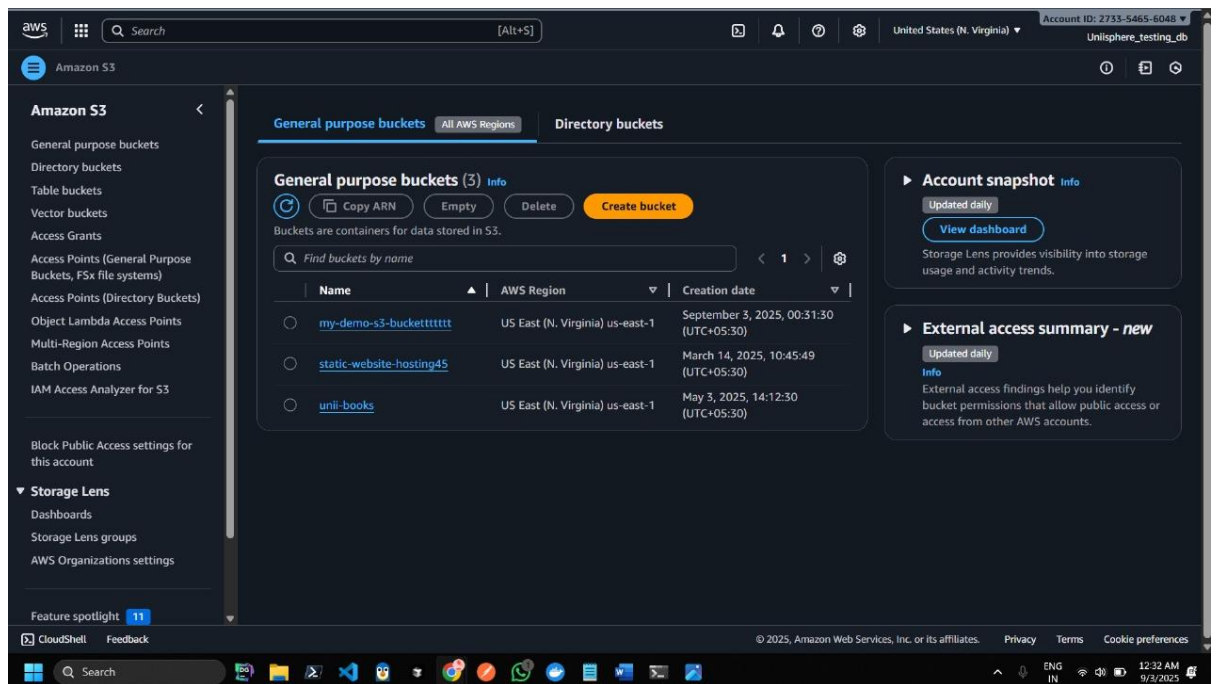 aws
Search [Alt+S]
United States (N. Virginia) ▼
Account ID: 2733-5465-6048 ▼
Uniisphere_testing_db
Amazon S3
Amazon S3
General purpose buckets
Directory buckets
Table buckets
Vector buckets
Access Grants
Access Points (General Purpose
Buckets, FSx file systems)
Access Points (Directory Buckets)
Object Lambda Access Points
Multi-Region Access Points
Batch Operations
IAM Access Analyzer for S3
Block Public Access settings for
this account
Storage Lens
Dashboards
Storage Lens groups
AWS Organizations settings
Feature spotlight 11
General purpose buckets All AWS Regions Directory buckets
General purpose buckets (3) Info
Copy ARN Empty Delete Create bucket
Buckets are containers for data stored in S3.
Find buckets by name
1
Name AWS Region Creation date
my-demo-s3-bucketttttt US East (N. Virginia) us-east-1 September 3, 2025, 00:31:30
(UTC+05:30)
static-website-hosting45 US East (N. Virginia) us-east-1 March 14, 2025, 10:45:49
(UTC+05:30)
unii-books US East (N. Virginia) us-east-1 May 3, 2025, 14:12:30
(UTC+05:30)
Account snapshot Info
Updated daily
View dashboard
Storage Lens provides visibility into storage
usage and activity trends.
External access summary - new
Updated daily
Info
External access findings help you identify
bucket permissions that allow public access or
access from other AWS accounts.
CloudShell Feedback
© 2025, Amazon Web Services, Inc. or its affiliates. Privacy Terms Cookie preferences
Search
ENG
IN
12:32 AM
9/3/2025